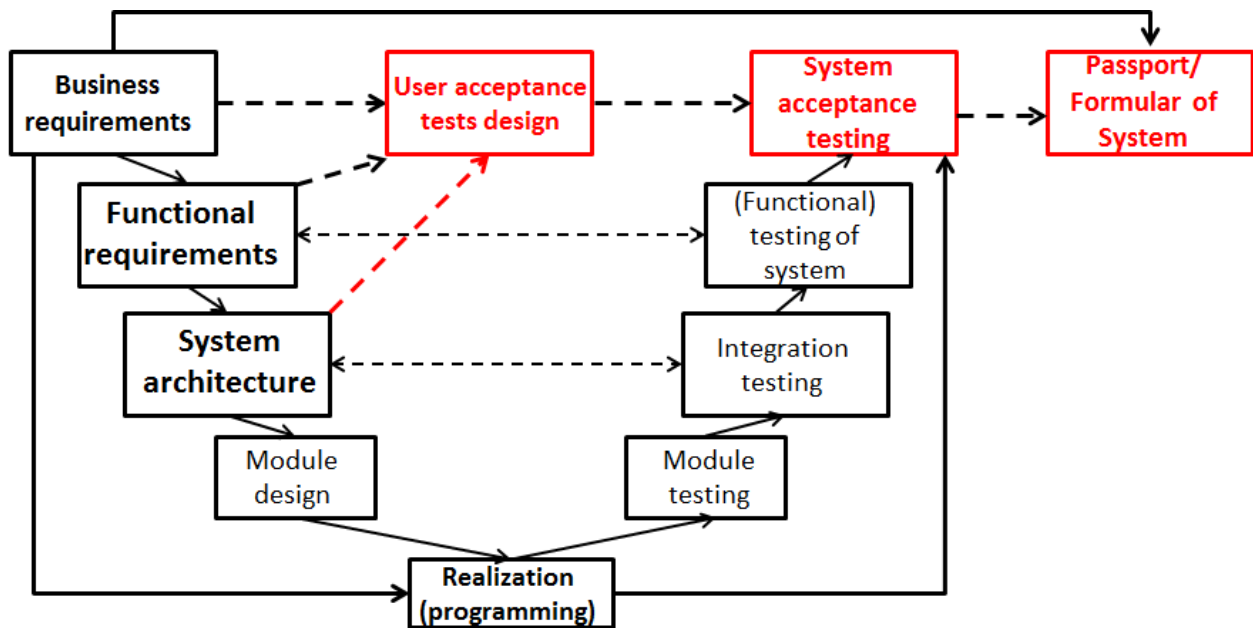 Business
requirements
User acceptance
tests design
System
acceptance
testing
Passport/
Formular of
System
Functional
requirements
(Functional)
testing of
system
System
architecture
Integration
testing
Module
design
Module
testing
Realization
(programming)